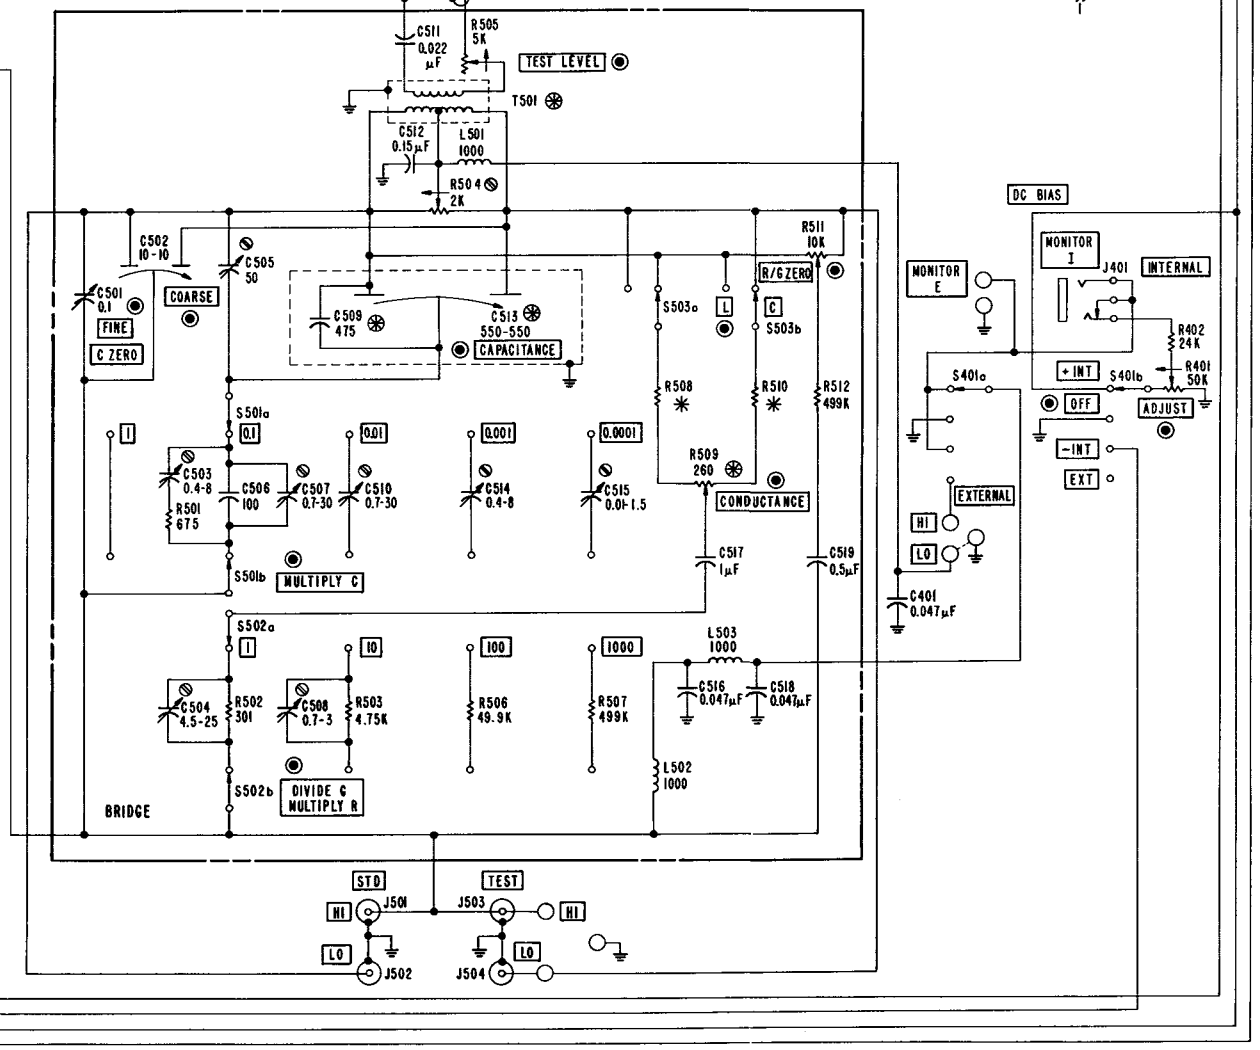 C511
0.022
µF
R505
5K
TEST LEVEL
T501
C512
0.15µF
L501
1000
R504
2K
DC BIAS
C502
10-10
C505
50
R511
10K
MONITOR
I
J401
INTERNAL
MONITOR
E
C501
0.1
COARSE
FINE
C ZERO
C509
475
C513
550-550
CAPACITANCE
S503a
L
R/G ZERO
C
S503b
R402
24K
+INT
S401b
R401
50K
S401a
OFF
ADJUST
-INT
EXT
R508
R510
R512
499K
S501a
1
0.1
0.01
0.001
0.0001
C503
0.4-8
R501
675
C506
100
C507
0.7-30
C510
0.7-30
C514
0.4-8
C515
0.01-1.5
R509
260
CONDUCTANCE
EXTERNAL
HI
LO
S501b
MULTIPLY C
C517
1µF
C519
0.5µF
C401
0.047µF
S502a
1
10
100
1000
L503
1000
C504
4.5-25
R502
301
C508
0.7-3
R503
4.75K
R506
49.9K
R507
499K
C516
0.047µF
C518
0.047µF
L502
1000
S502b
DIVIDE G
MULTIPLY R
BRIDGE
STD
TEST
HI
J501
J503
HI
LO
J502
J504
LO